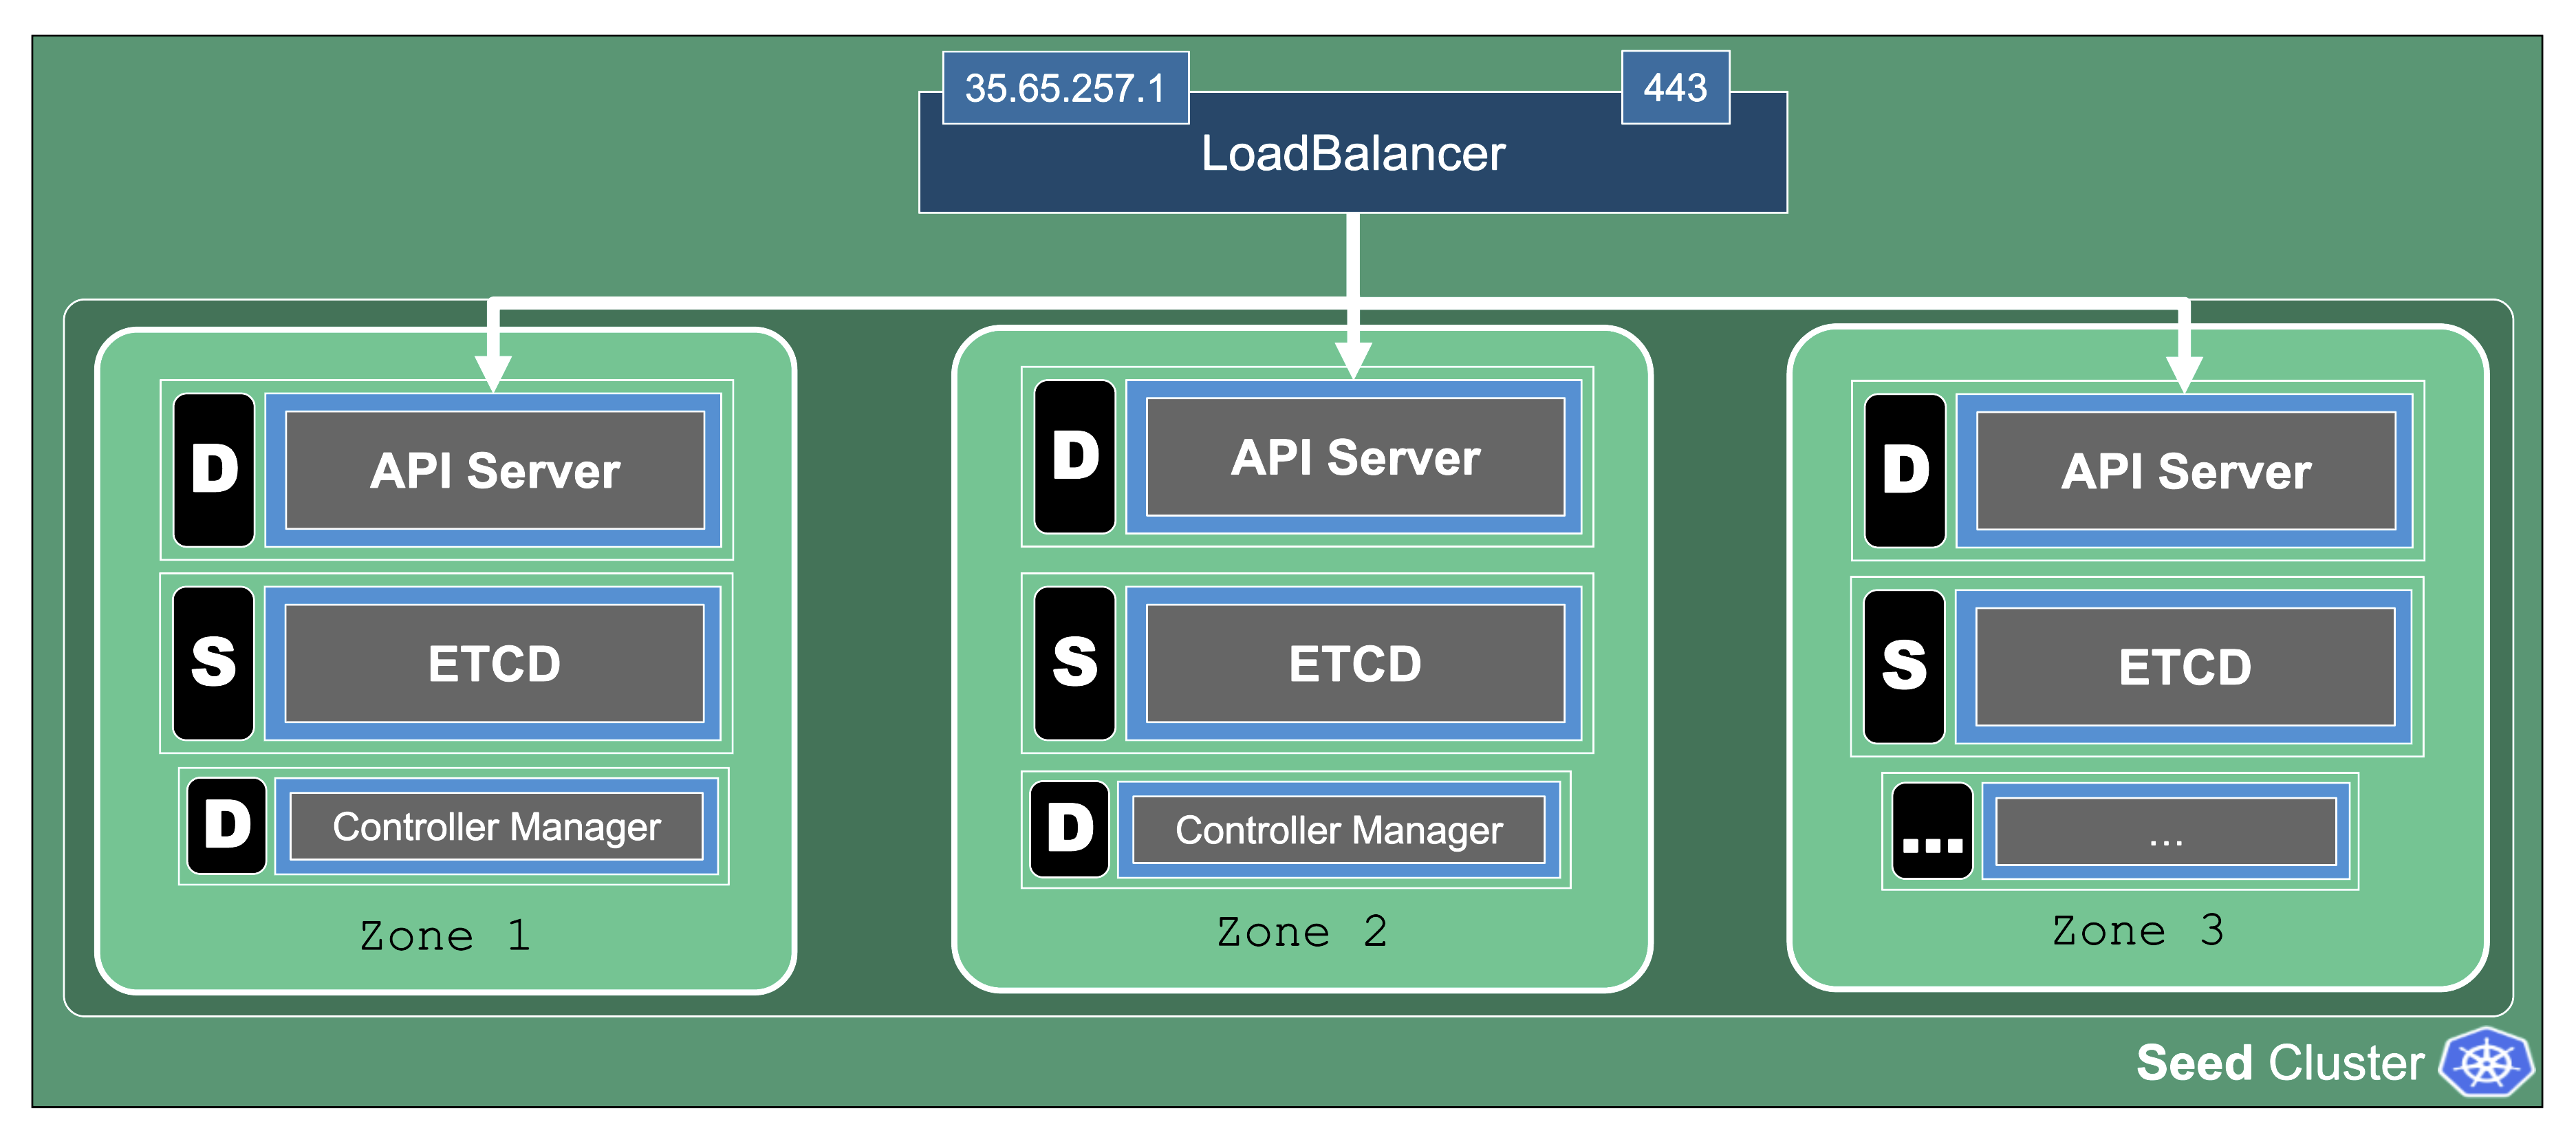 35.65.257.1
443
LoadBalancer
D
API Server
S
ETCD
D
Controller Manager
Zone 1
D
API Server
S
ETCD
D
Controller Manager
Zone 2
D
API Server
S
ETCD
...
...
Zone 3
Seed Cluster